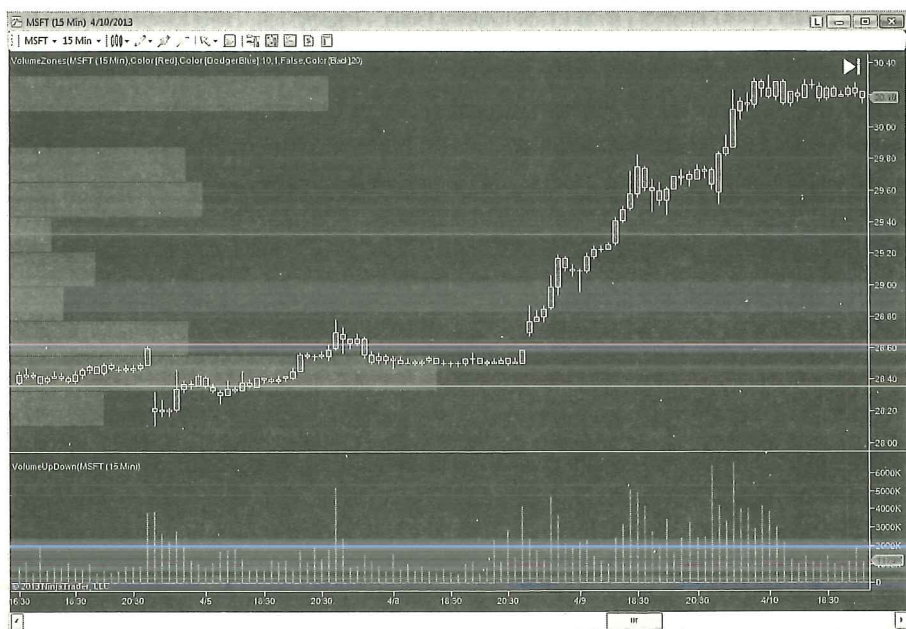 MSFT (15 Min) 4/10/2013
L
MSFT 15 Min
VolumeZones(MSFT (15 Min),Color [Red],Color [DodgerBlue],10,1,False,Color [Black],20)
30.40
30.00
29.80
29.60
29.40
29.20
29.00
28.80
28.60
28.40
28.20
28.00
VolumeUpDown(MSFT (15 Min))
6000K
5000K
4000K
3000K
2000K
0
© 2013 NinjaTrader, LLC
16:30 18:30 20:30 4/5 18:30 20:30 4/8 18:30 20:30 4/9 18:30 20:30 4/10 18:30